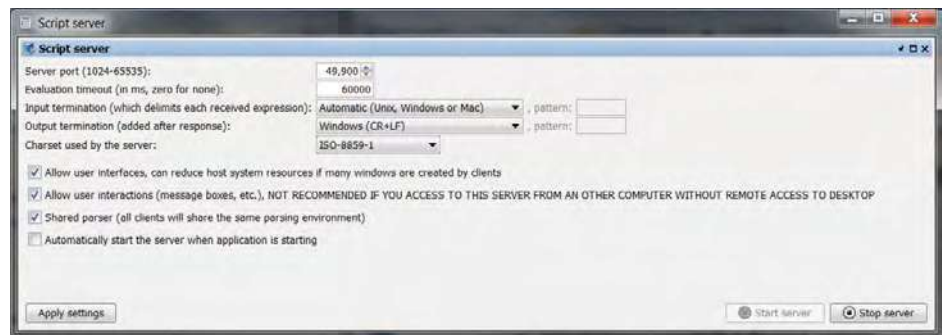 Script server
Script server
Server port (1024-65535): 49,900
Evaluation timeout (in ms, zero for none): 60000
Input termination (which delimits each received expression): Automatic (Unix, Windows or Mac) , pattern:
Output termination (added after response): Windows (CR+LF) , pattern:
Charset used by the server: ISO-8859-1
Allow user interfaces, can reduce host system resources if many windows are created by clients
Allow user interactions (message boxes, etc.), NOT RECOMMENDED IF YOU ACCESS TO THIS SERVER FROM AN OTHER COMPUTER WITHOUT REMOTE ACCESS TO DESKTOP
Shared parser (all clients will share the same parsing environment)
Automatically start the server when application is starting
Apply settings Start server Stop server